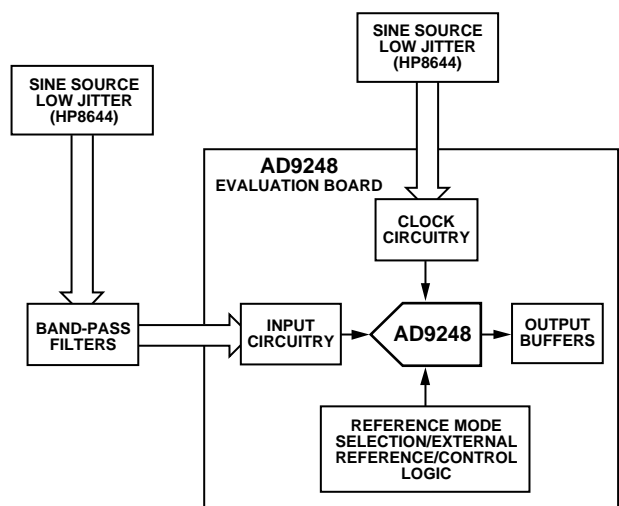 SINE SOURCE
LOW JITTER
(HP8644)
SINE SOURCE
LOW JITTER
(HP8644)
AD9248
EVALUATION BOARD
CLOCK
CIRCUITRY
BAND-PASS
FILTERS
INPUT
CIRCUITRY
AD9248
OUTPUT
BUFFERS
REFERENCE MODE
SELECTION/EXTERNAL
REFERENCE/CONTROL
LOGIC